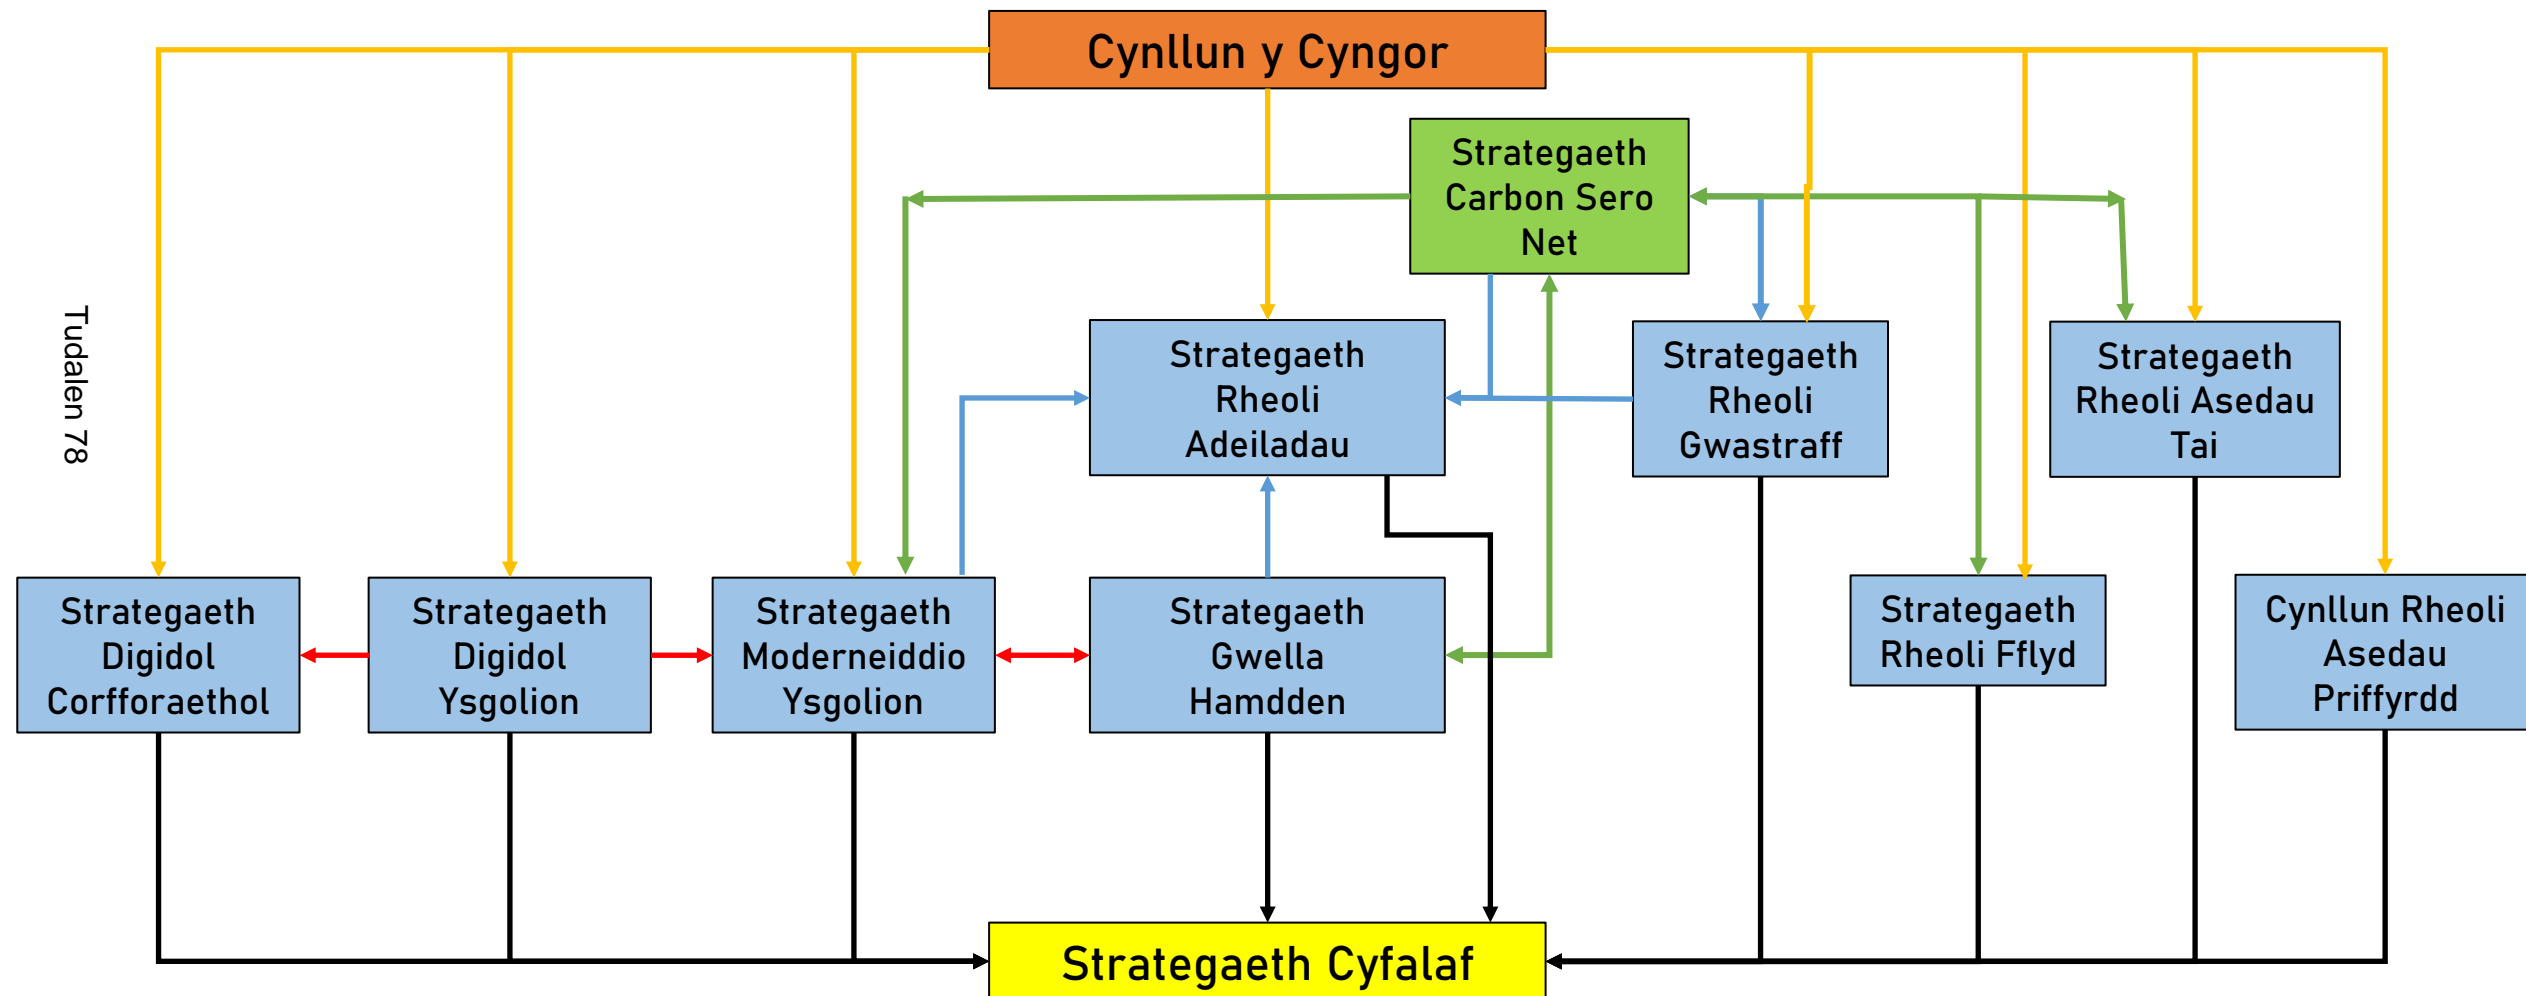 Cynllun y Cyngor
Strategaeth
Carbon Sero
Net
Tudalen 78
Strategaeth
Rheoli
Adeiladau
Strategaeth
Rheoli
Gwastraff
Strategaeth
Rheoli Asedau
Tai
Strategaeth
Digidol
Corfforaethol
Strategaeth
Digidol
Ysgolion
Strategaeth
Moderneiddio
Ysgolion
Strategaeth
Gwella
Hamdden
Strategaeth
Rheoli Fflyd
Cynllun Rheoli
Asedau
Priffyrdd
Strategaeth Cyfalaf